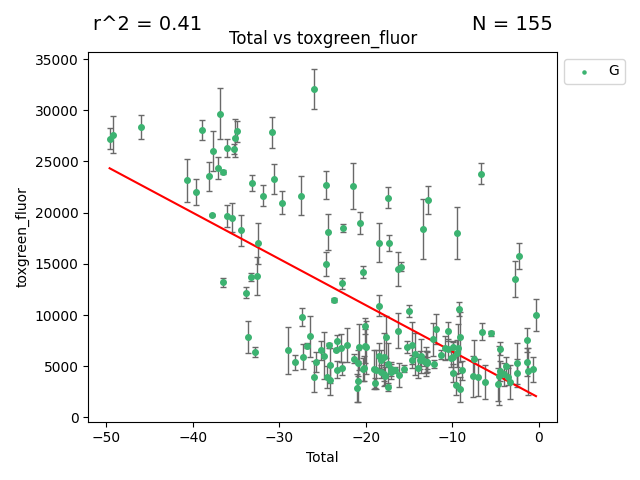 r^2 = 0.41
N = 155
Total vs toxgreen_fluor
G
35000
30000
25000
20000
15000
10000
5000
0
toxgreen_fluor
−50
−40
−30
−20
−10
0
Total